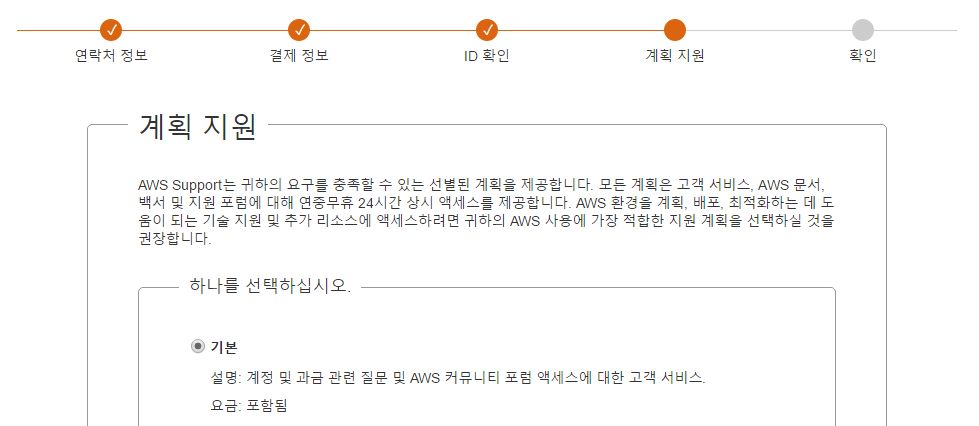 연락처 정보
결제 정보
ID 확인
계획 지원
확인
계획 지원
AWS Support는 귀하의 요구를 충족할 수 있는 선별된 계획을 제공합니다. 모든 계획은 고객 서비스, AWS 문서,
백서 및 지원 포럼에 대해 연중무휴 24시간 상시 액세스를 제공합니다. AWS 환경을 계획, 배포, 최적화하는 데 도
움이 되는 기술 지원 및 추가 리소스에 액세스하려면 귀하의 AWS 사용에 가장 적합한 지원 계획을 선택하실 것을
권장합니다.
하나를 선택하십시오.
기본
설명: 계정 및 과금 관련 질문 및 AWS 커뮤니티 포럼 액세스에 대한 고객 서비스.
요금: 포함됨